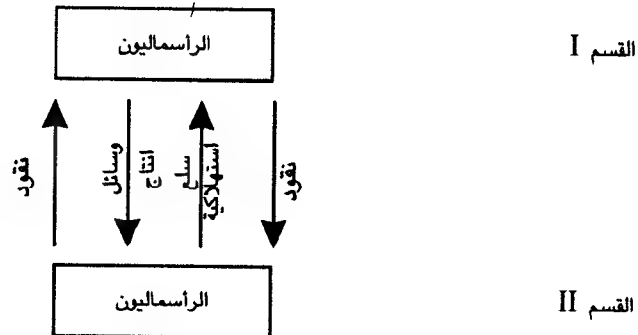 القسم I
الرأسماليون
نقود
وسائل
انتاج
سلع
استهلاكية
نقود
القسم II
الرأسماليون